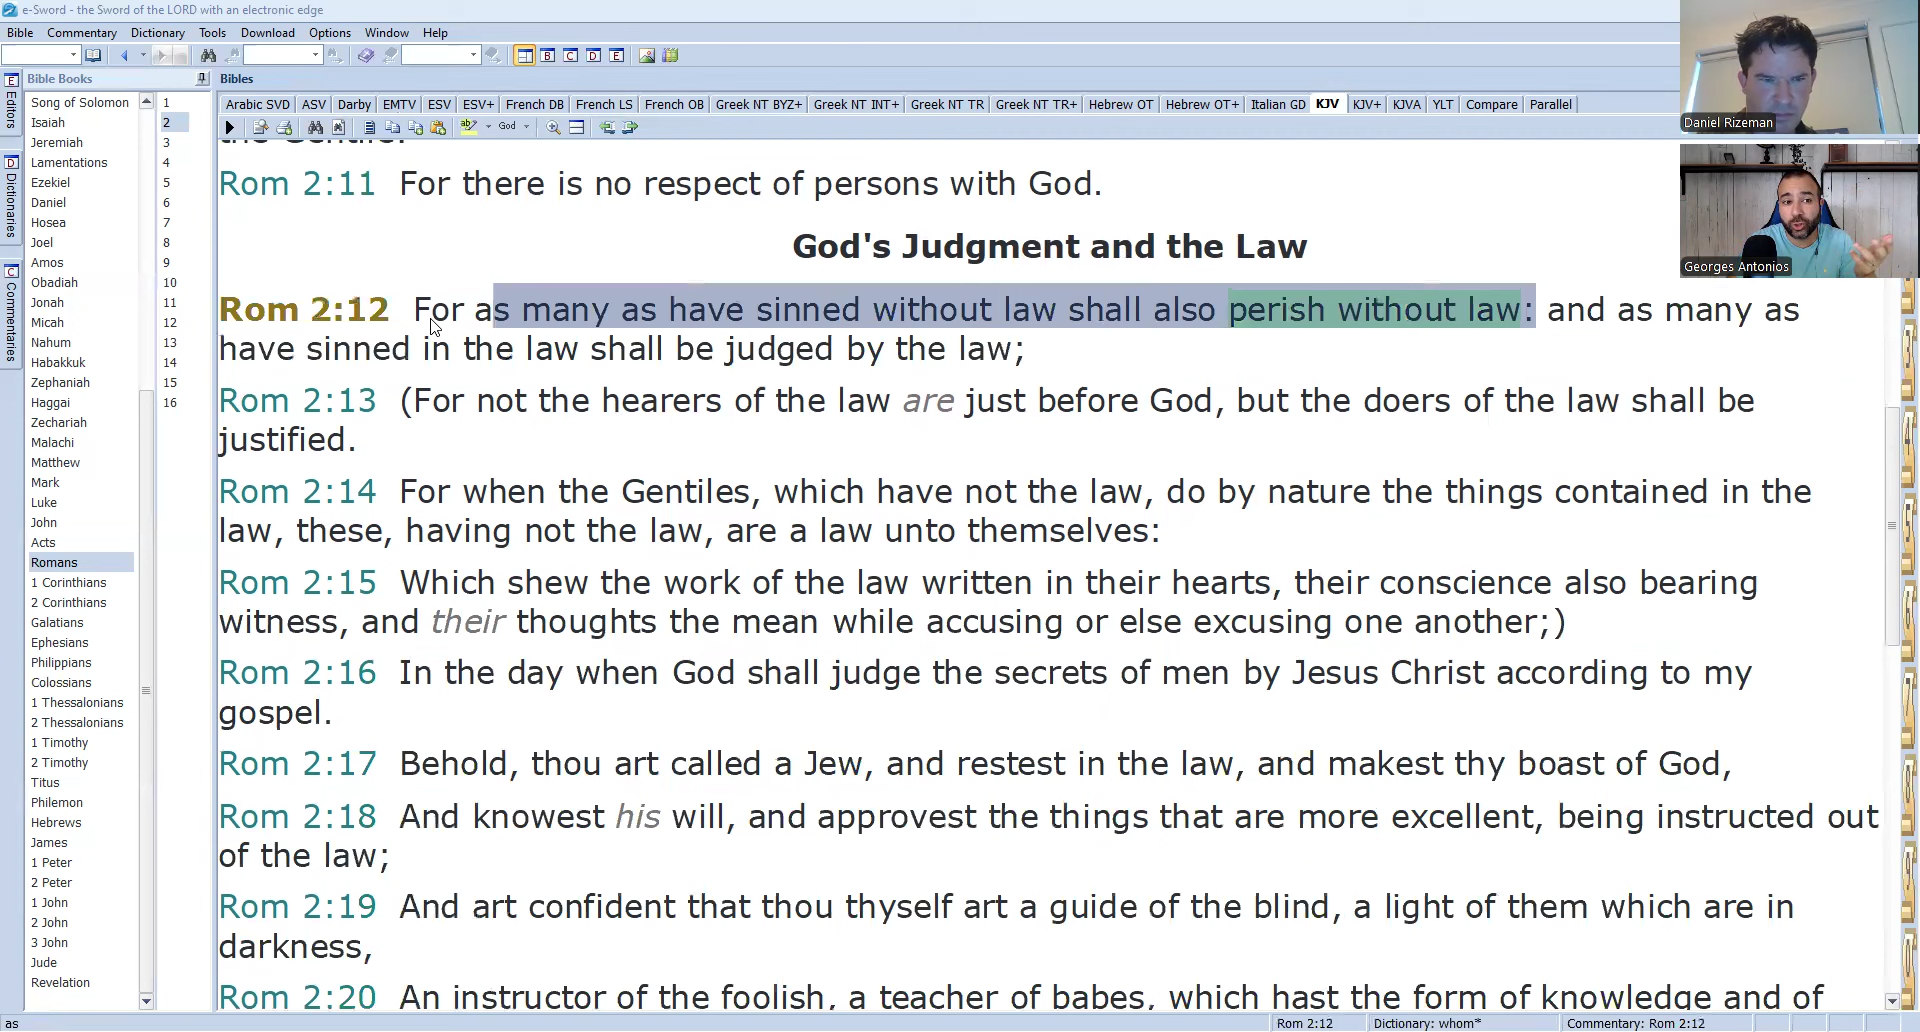 e-Sword - the Sword of the LORD with an electronic edge
Bible Commentary Dictionary Tools Download Options Window Help
B C D E
Bible Books
Bibles
E Editors
D Dictionaries
C Commentaries
Arabic SVD ASV Darby EMTV ESV ESV+ French DB French LS French OB Greek NT BYZ+ Greek NT INT+ Greek NT TR Greek NT TR+ Hebrew OT Hebrew OT+ Italian GD KJV KJV+ KJVA YLT Compare Parallel
ab God
Song of Solomon
Isaiah
Jeremiah
Lamentations
Ezekiel
Daniel
Hosea
Joel
Amos
Obadiah
Jonah
Micah
Nahum
Habakkuk
Zephaniah
Haggai
Zechariah
Malachi
Matthew
Mark
Luke
John
Acts
Romans
1 Corinthians
2 Corinthians
Galatians
Ephesians
Philippians
Colossians
1 Thessalonians
2 Thessalonians
1 Timothy
2 Timothy
Titus
Philemon
Hebrews
James
1 Peter
2 Peter
1 John
2 John
3 John
Jude
Revelation
1
2
3
4
5
6
7
8
9
10
11
12
13
14
15
16
the Gentile.
Rom 2:11 For there is no respect of persons with God.
God's Judgment and the Law
Rom 2:12 For as many as have sinned without law shall also perish without law: and as many as
have sinned in the law shall be judged by the law;
Rom 2:13 (For not the hearers of the law are just before God, but the doers of the law shall be
justified.
Rom 2:14 For when the Gentiles, which have not the law, do by nature the things contained in the
law, these, having not the law, are a law unto themselves:
Rom 2:15 Which shew the work of the law written in their hearts, their conscience also bearing
witness, and their thoughts the mean while accusing or else excusing one another;)
Rom 2:16 In the day when God shall judge the secrets of men by Jesus Christ according to my
gospel.
Rom 2:17 Behold, thou art called a Jew, and restest in the law, and makest thy boast of God,
Rom 2:18 And knowest his will, and approvest the things that are more excellent, being instructed out
of the law;
Rom 2:19 And art confident that thou thyself art a guide of the blind, a light of them which are in
darkness,
Rom 2:20 An instructor of the foolish, a teacher of babes, which hast the form of knowledge and of
Daniel Rizeman
Georges Antonios
as
Rom 2:12
Dictionary: whom*
Commentary: Rom 2:12